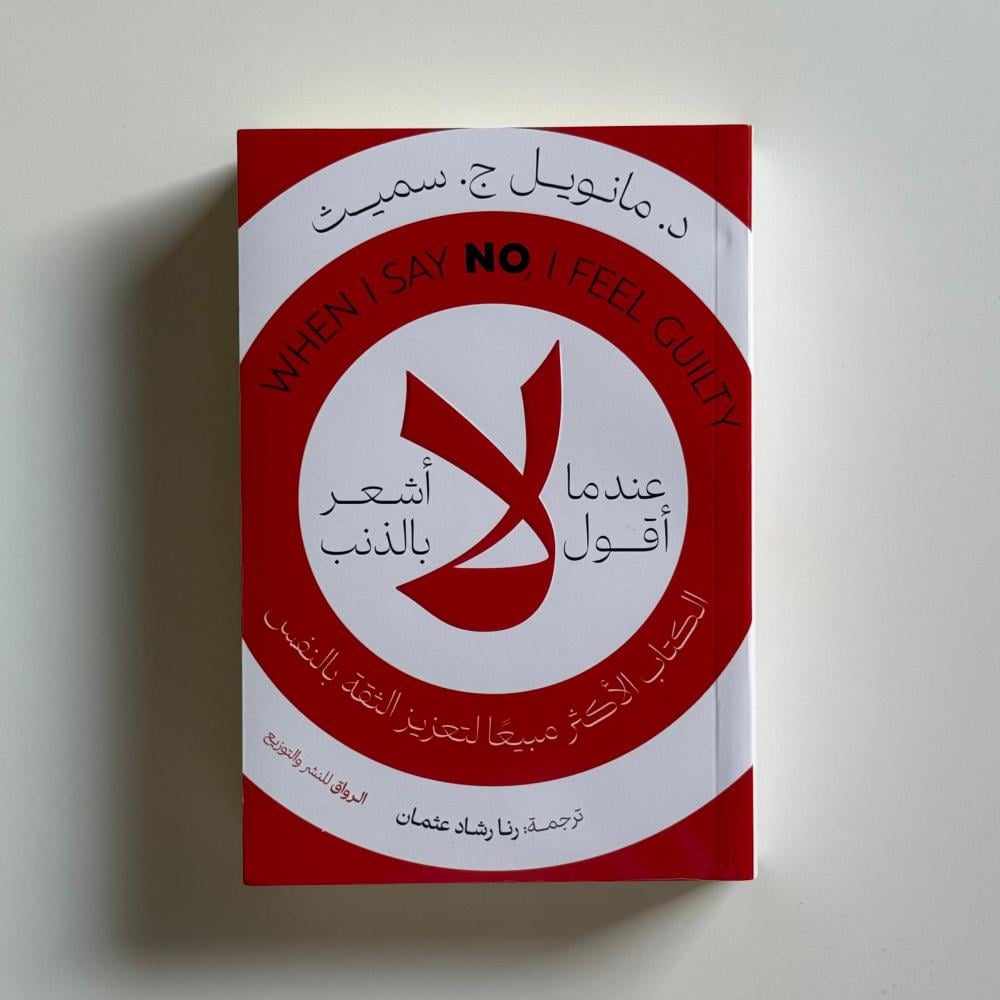 د. مانويل ج. سميث
WHEN I SAY NO, I FEEL GUILTY
عندما أقول
لا
أشعر بالذنب
الكتاب الأكثر مبيعًا لتعزيز الثقة بالنفس
ترجمة: رنا رشاد عثمان
الرواق للنشر والتوزيع